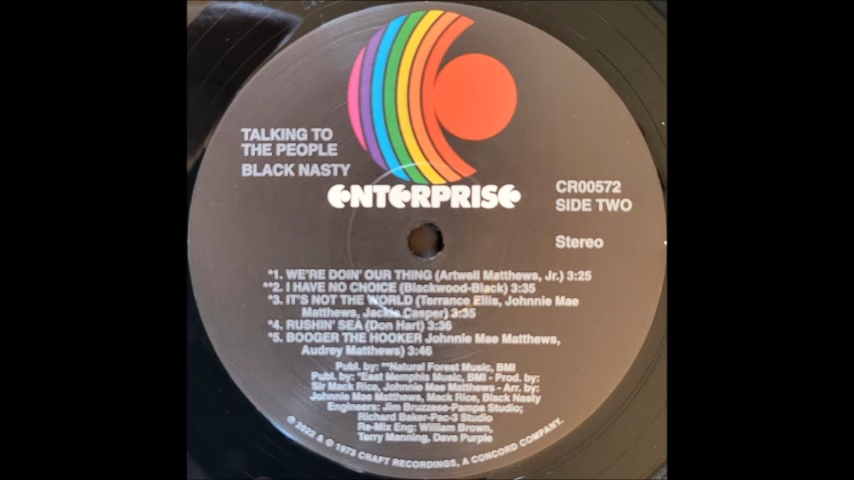 TALKING TO
THE PEOPLE
BLACK NASTY
ENTERPRISE
CR00572
SIDE TWO
Stereo
*1. WE'RE DOIN' OUR THING (Artwell Matthews, Jr.) 3:25
**2. I HAVE NO CHOICE (Blackwood-Black) 3:35
*3. IT'S NOT THE WORLD (Terrance Ellis, Johnnie Mae
Matthews, Jackie Casper) 3:35
*4. RUSHIN' SEA (Don Hart) 3:36
*5. BOOGER THE HOOKER Johnnie Mae Matthews,
Audrey Matthews) 3:46
Publ. by: **Natural Forest Music, BMI
Publ. by: *East Memphis Music, BMI - Prod. by:
Sir Mack Rice, Johnnie Mae Matthews - Arr. by:
Johnnie Mae Matthews, Mack Rice, Black Nasty
Engineers: Jim Bruzzese-Pampa Studio;
Richard Baker-Pac-3 Studio
Re-Mix Eng: William Brown,
Terry Manning, Dave Purple
© 2022 & ℗ 1973 CRAFT RECORDINGS, A CONCORD COMPANY.